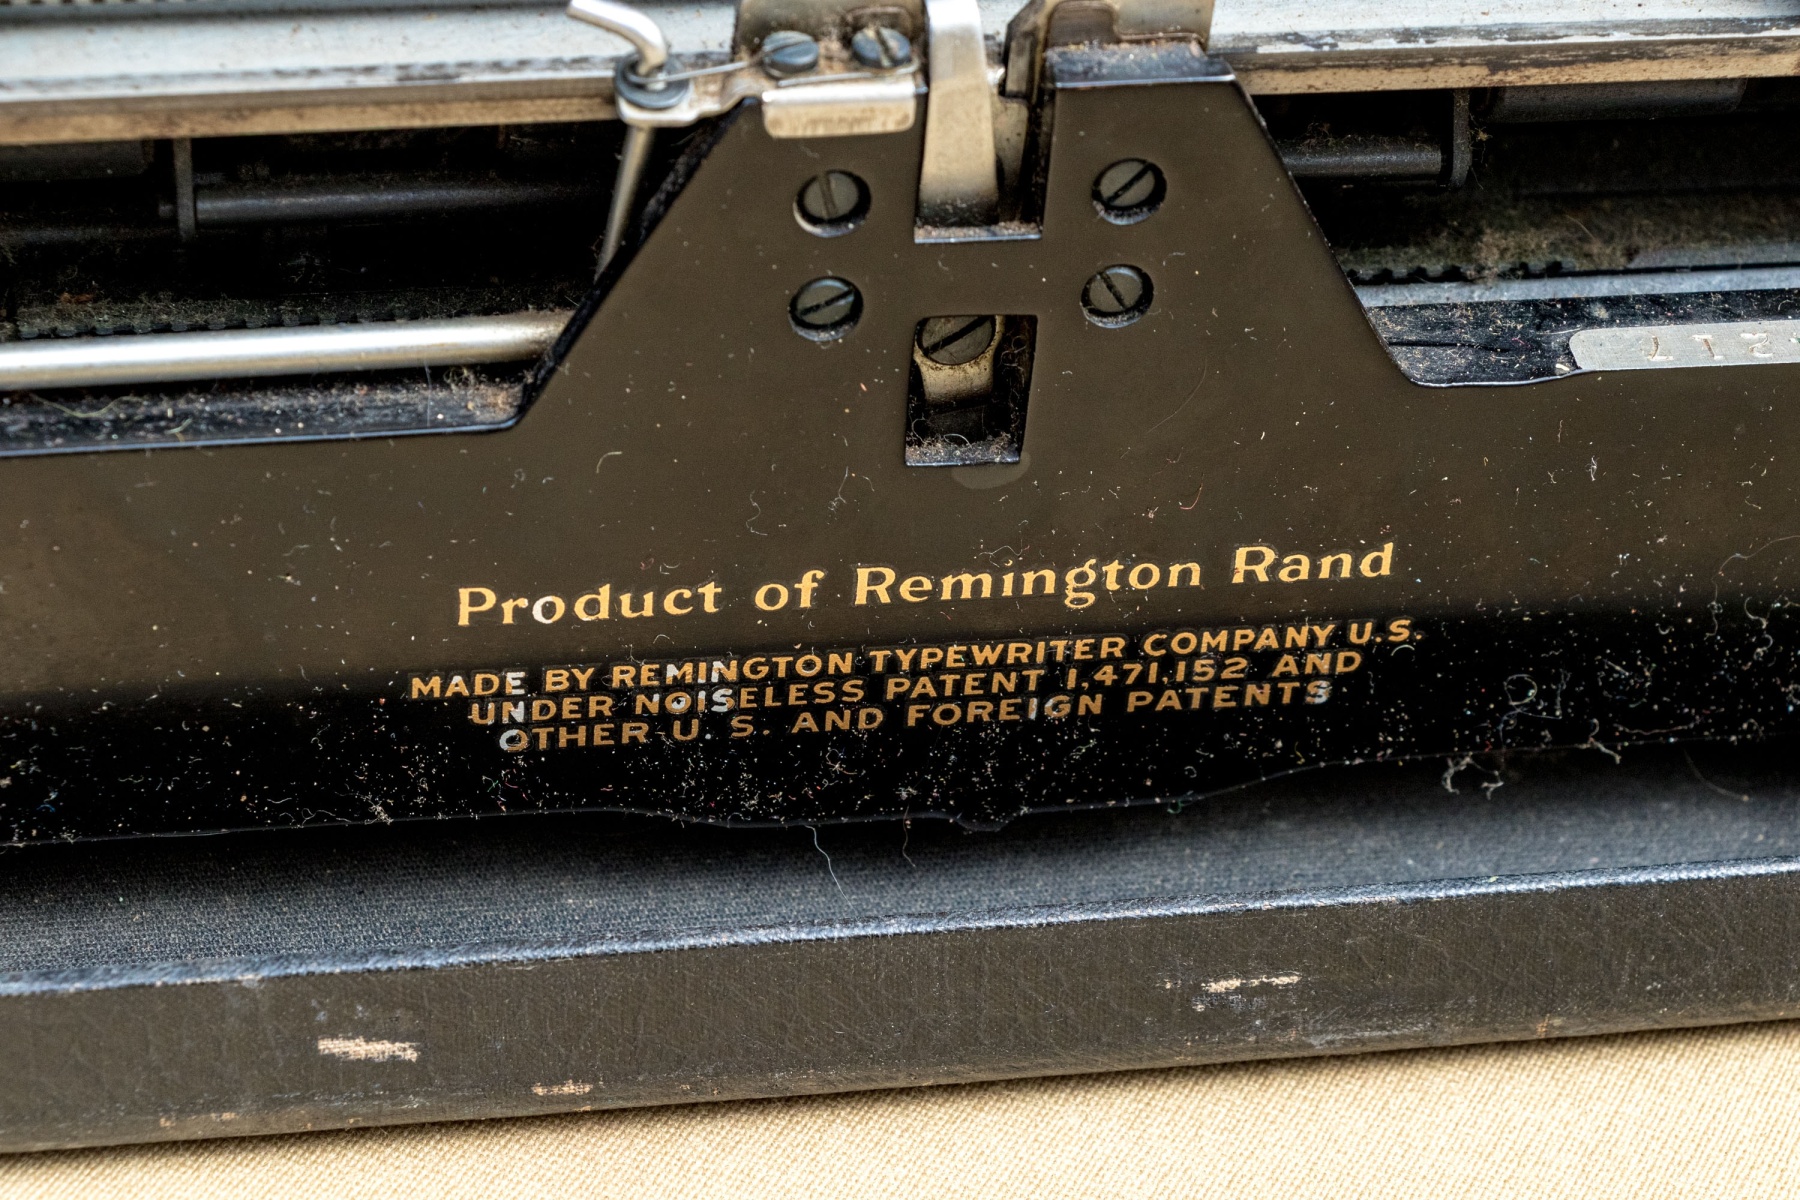 Product of Remington Rand
MADE BY REMINGTON TYPEWRITER COMPANY U.S.
UNDER NOISELESS PATENT 1,471,152 AND
OTHER U. S. AND FOREIGN PATENTS